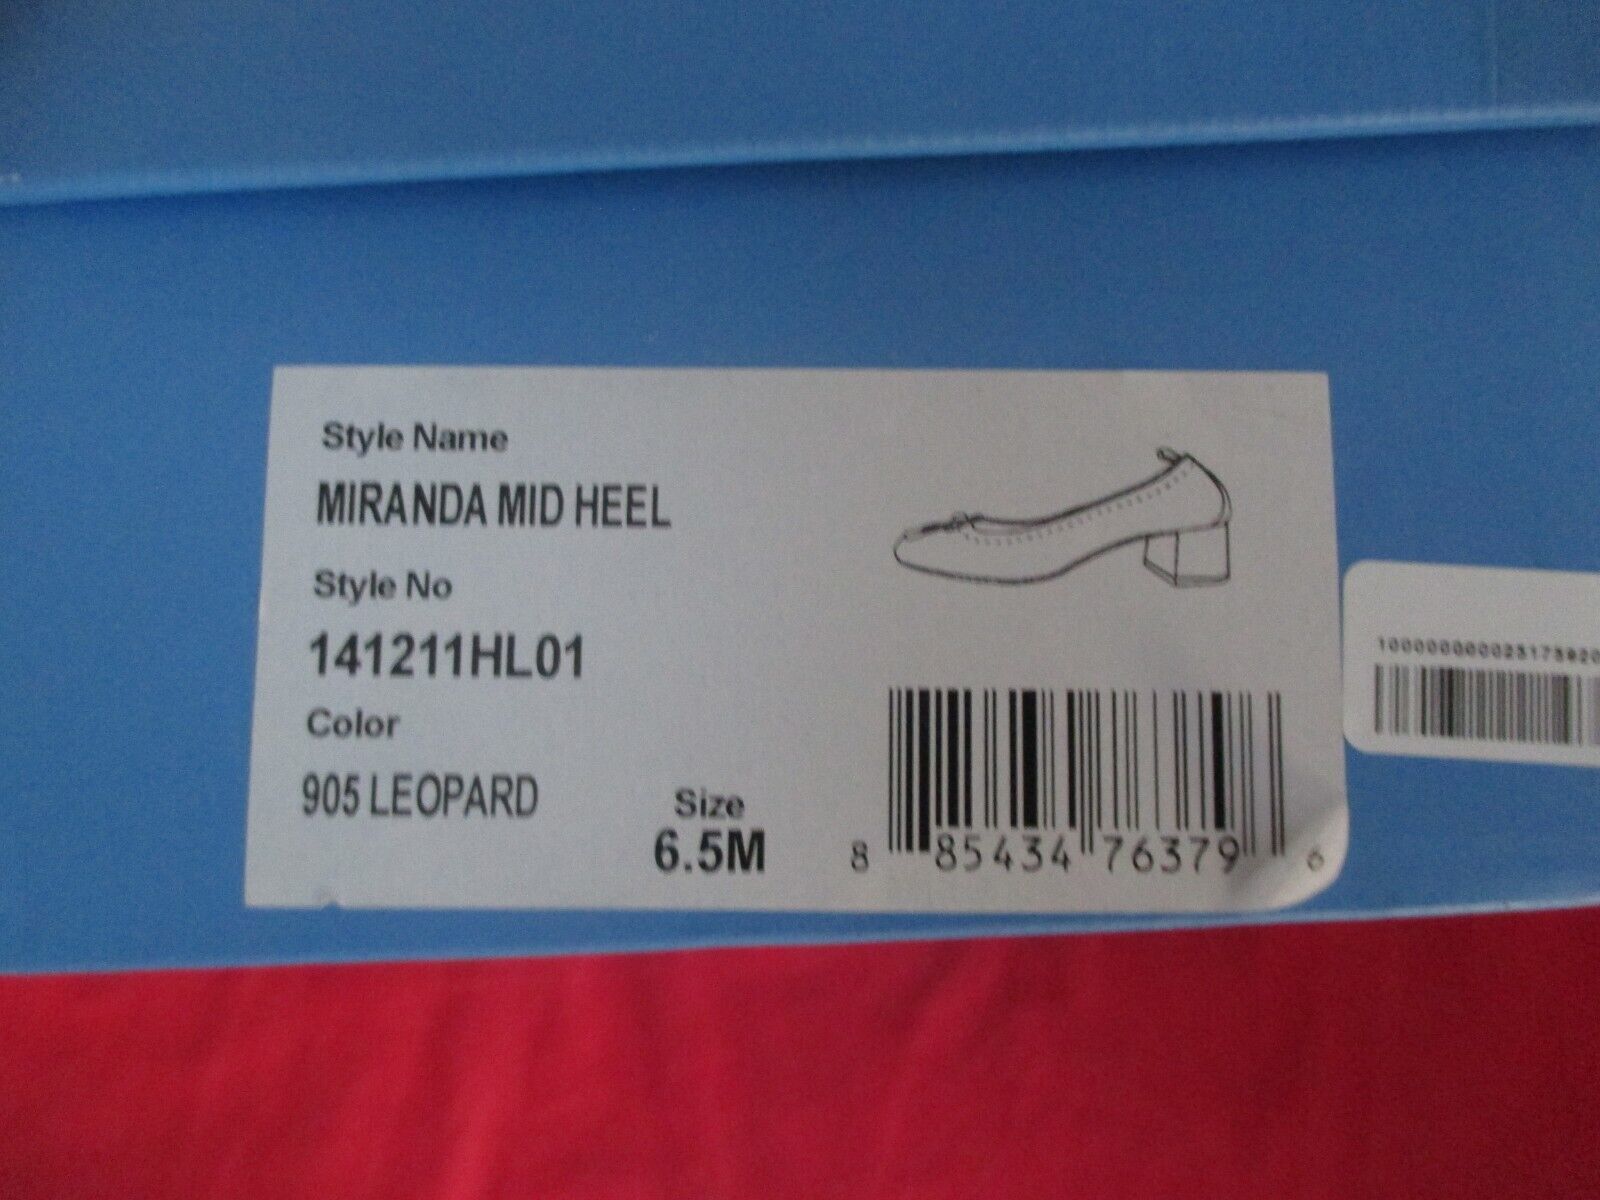 Style Name
MIRANDA MID HEEL
Style No
141211HL01
Color
905 LEOPARD
Size
6.5M
8 85434 76379 6